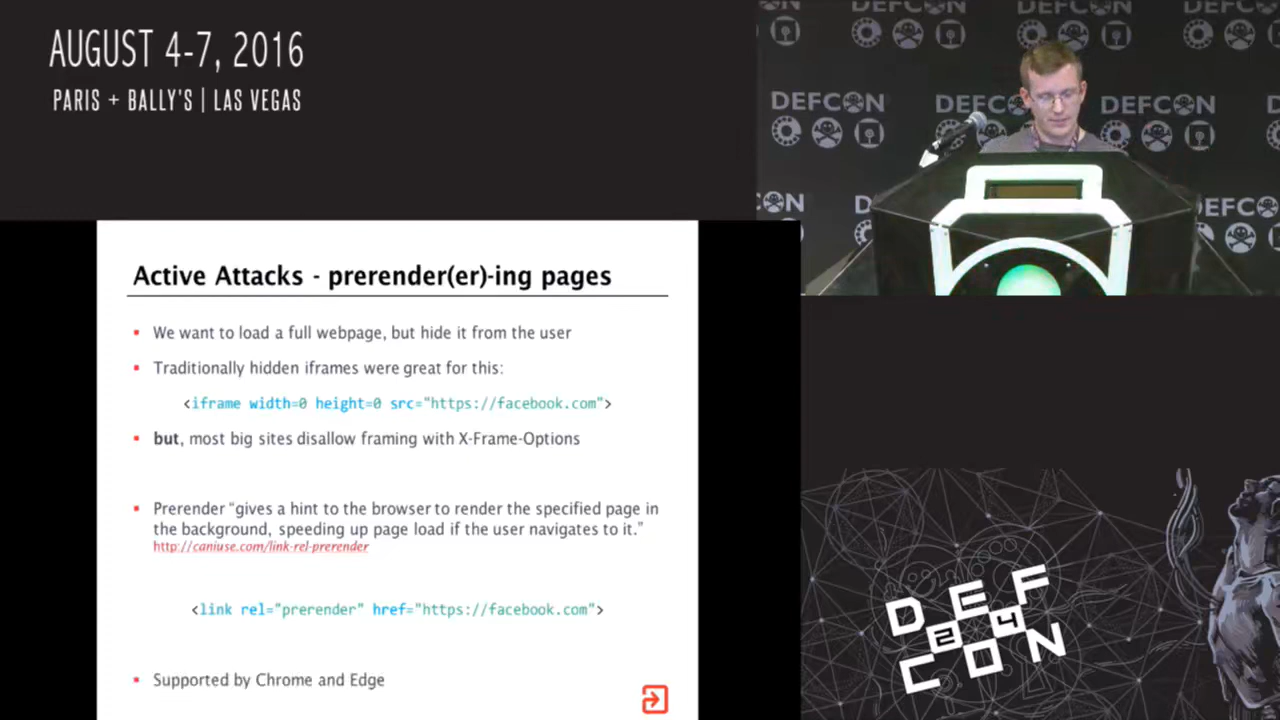 AUGUST 4-7, 2016
PARIS + BALLY'S | LAS VEGAS
DEFCON DEFCON DEFCON
DEFCON DEFCON DEFCON
Active Attacks - prerender(er)-ing pages
We want to load a full webpage, but hide it from the user
Traditionally hidden iframes were great for this:
<iframe width=0 height=0 src="https://facebook.com">
but, most big sites disallow framing with X-Frame-Options
Prerender “gives a hint to the browser to render the specified page in
the background, speeding up page load if the user navigates to it.”
http://caniuse.com/link-rel-prerender
<link rel="prerender" href="https://facebook.com">
Supported by Chrome and Edge
DEF
24
CON